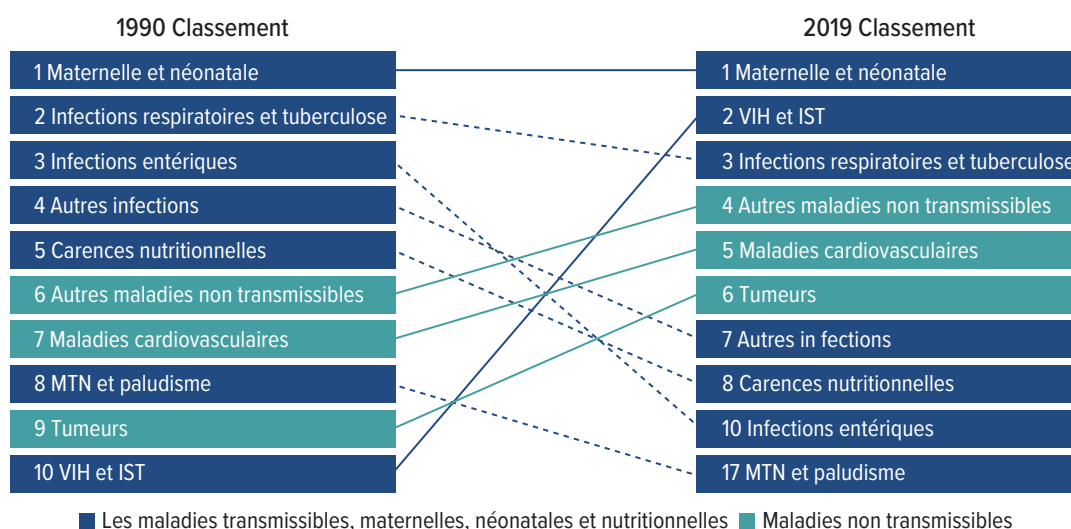 1990 Classement
1 Maternelle et néonatale
2 Infections respiratoires et tuberculose
3 Infections entériques
4 Autres infections
5 Carences nutritionnelles
6 Autres maladies non transmissibles
7 Maladies cardiovasculaires
8 MTN et paludisme
9 Tumeurs
10 VIH et IST
2019 Classement
1 Maternelle et néonatale
2 VIH et IST
3 Infections respiratoires et tuberculose
4 Autres maladies non transmissibles
5 Maladies cardiovasculaires
6 Tumeurs
7 Autres in fections
8 Carences nutritionnelles
10 Infections entériques
17 MTN et paludisme
Les maladies transmissibles, maternelles, néonatales et nutritionnelles
Maladies non transmissibles